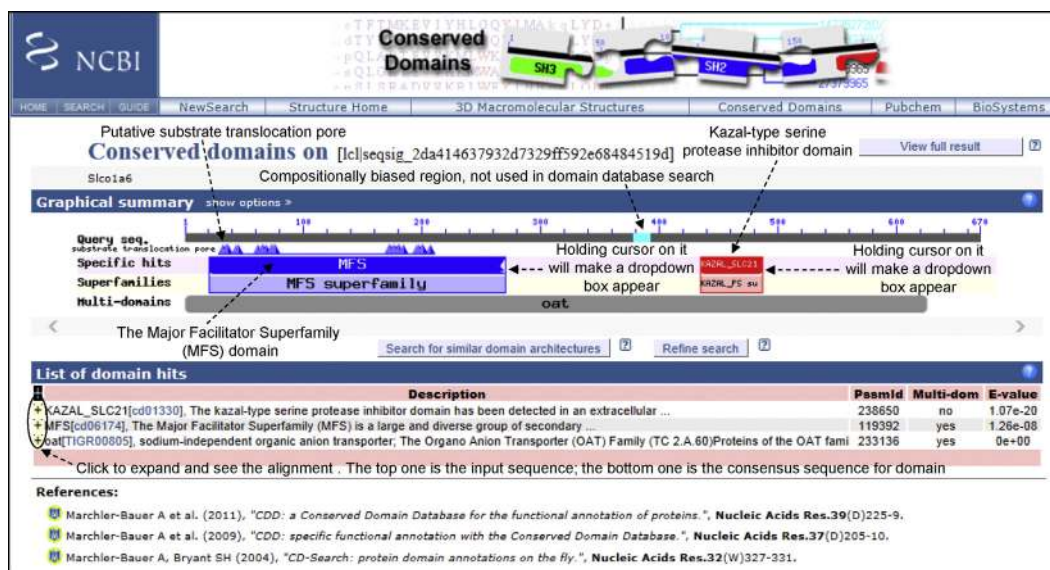 NCBI
Conserved
Domains
SH3
SH2
HOME SEARCH GUIDE NewSearch Structure Home 3D Macromolecular Structures Conserved Domains Pubchem BioSystems
Putative substrate translocation pore
Kazal-type serine
protease inhibitor domain
Conserved domains on [lcl|seqsig_2da414637932d7329ff592e68484519d]
View full result
Slco1a6
Compositionally biased region, not used in domain database search
Graphical summary show options »
1 100 200 300 400 500 600 670
Query seq.
substrate translocation pore
Specific hits MFS KAZAL_SLC21
Superfamilies MFS superfamily KAZAL_FS su
Multi-domains oat
Holding cursor on it
will make a dropdown
box appear
Holding cursor on it
will make a dropdown
box appear
The Major Facilitator Superfamily
(MFS) domain
Search for similar domain architectures ? Refine search ?
List of domain hits
Description PssmId Multi-dom E-value
+KAZAL_SLC21[cd01330], The kazal-type serine protease inhibitor domain has been detected in an extracellular ... 238650 no 1.07e-20
+MFS[cd06174], The Major Facilitator Superfamily (MFS) is a large and diverse group of secondary ... 119392 yes 1.26e-08
+oat[TIGR00805], sodium-independent organic anion transporter; The Organo Anion Transporter (OAT) Family (TC 2.A.60)Proteins of the OAT fami 233136 yes 0e+00
Click to expand and see the alignment . The top one is the input sequence; the bottom one is the consensus sequence for domain
References:
Marchler-Bauer A et al. (2011), "CDD: a Conserved Domain Database for the functional annotation of proteins.", Nucleic Acids Res.39(D)225-9.
Marchler-Bauer A et al. (2009), "CDD: specific functional annotation with the Conserved Domain Database.", Nucleic Acids Res.37(D)205-10.
Marchler-Bauer A, Bryant SH (2004), "CD-Search: protein domain annotations on the fly.", Nucleic Acids Res.32(W)327-331.